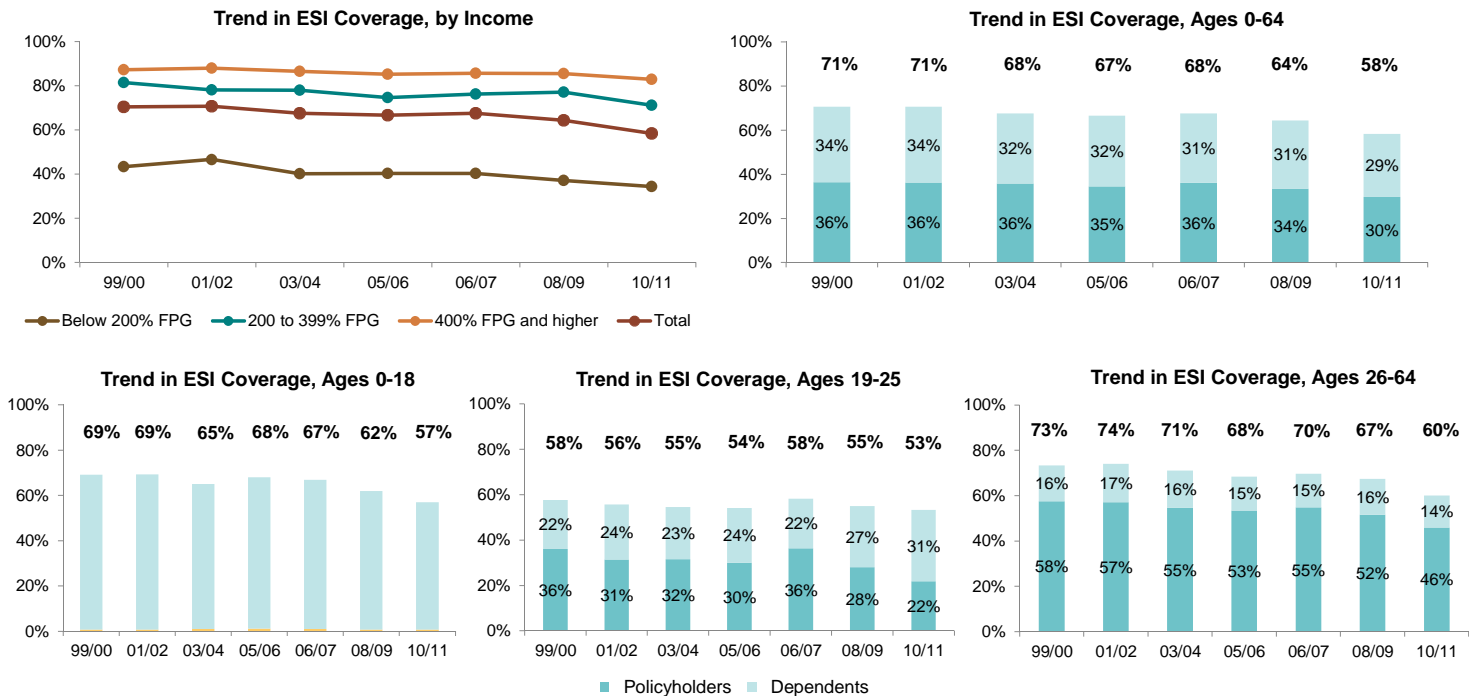 Trend in ESI Coverage, by Income
100%
80%
60%
40%
20%
0%
99/00 01/02 03/04 05/06 06/07 08/09 10/11
Below 200% FPG 200 to 399% FPG 400% FPG and higher Total
Trend in ESI Coverage, Ages 0-64
100%
80%
60%
40%
20%
0%
71% 71% 68% 67% 68% 64% 58%
34% 34% 32% 32% 31% 31% 29%
36% 36% 36% 35% 36% 34% 30%
99/00 01/02 03/04 05/06 06/07 08/09 10/11
Trend in ESI Coverage, Ages 0-18
100%
80%
60%
40%
20%
0%
69% 69% 65% 68% 67% 62% 57%
99/00 01/02 03/04 05/06 06/07 08/09 10/11
Trend in ESI Coverage, Ages 19-25
100%
80%
60%
40%
20%
0%
58% 56% 55% 54% 58% 55% 53%
22% 24% 23% 24% 22% 27% 31%
36% 31% 32% 30% 36% 28% 22%
99/00 01/02 03/04 05/06 06/07 08/09 10/11
Trend in ESI Coverage, Ages 26-64
100%
80%
60%
40%
20%
0%
73% 74% 71% 68% 70% 67% 60%
16% 17% 16% 15% 15% 16% 14%
58% 57% 55% 53% 55% 52% 46%
99/00 01/02 03/04 05/06 06/07 08/09 10/11
Policyholders Dependents